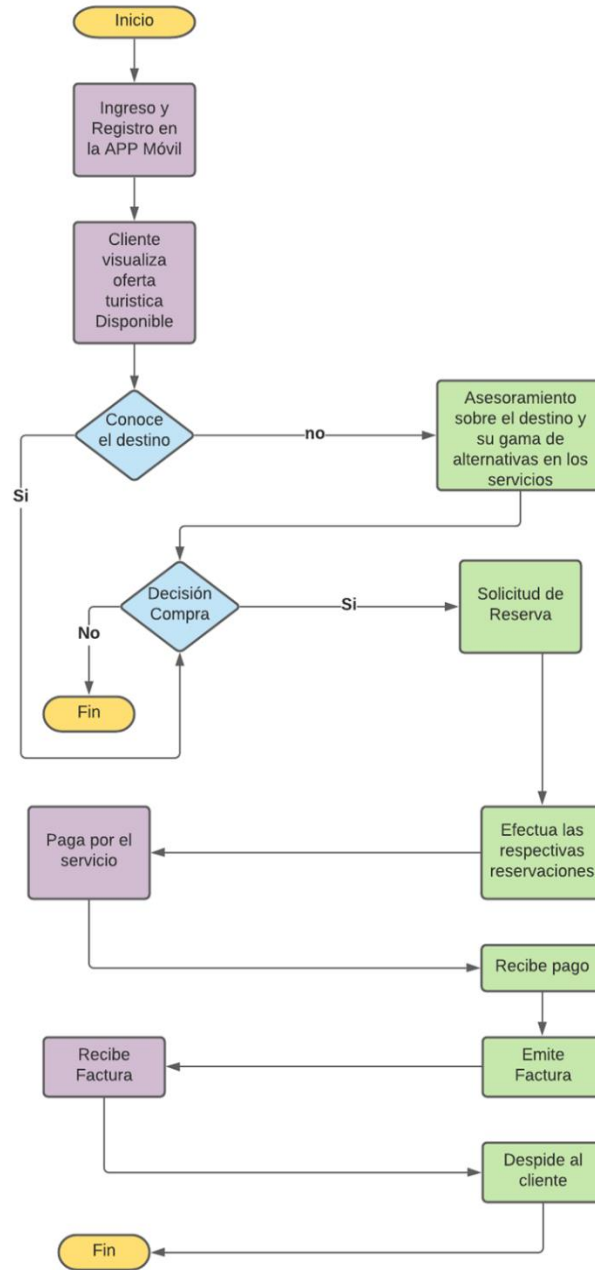 Inicio
Ingreso y
Registro en
la APP Móvil
Cliente
visualiza
oferta
turistica
Disponible
Conoce
el destino
no
Asesoramiento
sobre el destino y
su gama de
alternativas en los
servicios
Si
Decisión
Compra
Si
Solicitud de
Reserva
No
Fin
Efectua las
respectivas
reservaciones
Paga por el
servicio
Recibe pago
Emite
Factura
Recibe
Factura
Despide al
cliente
Fin